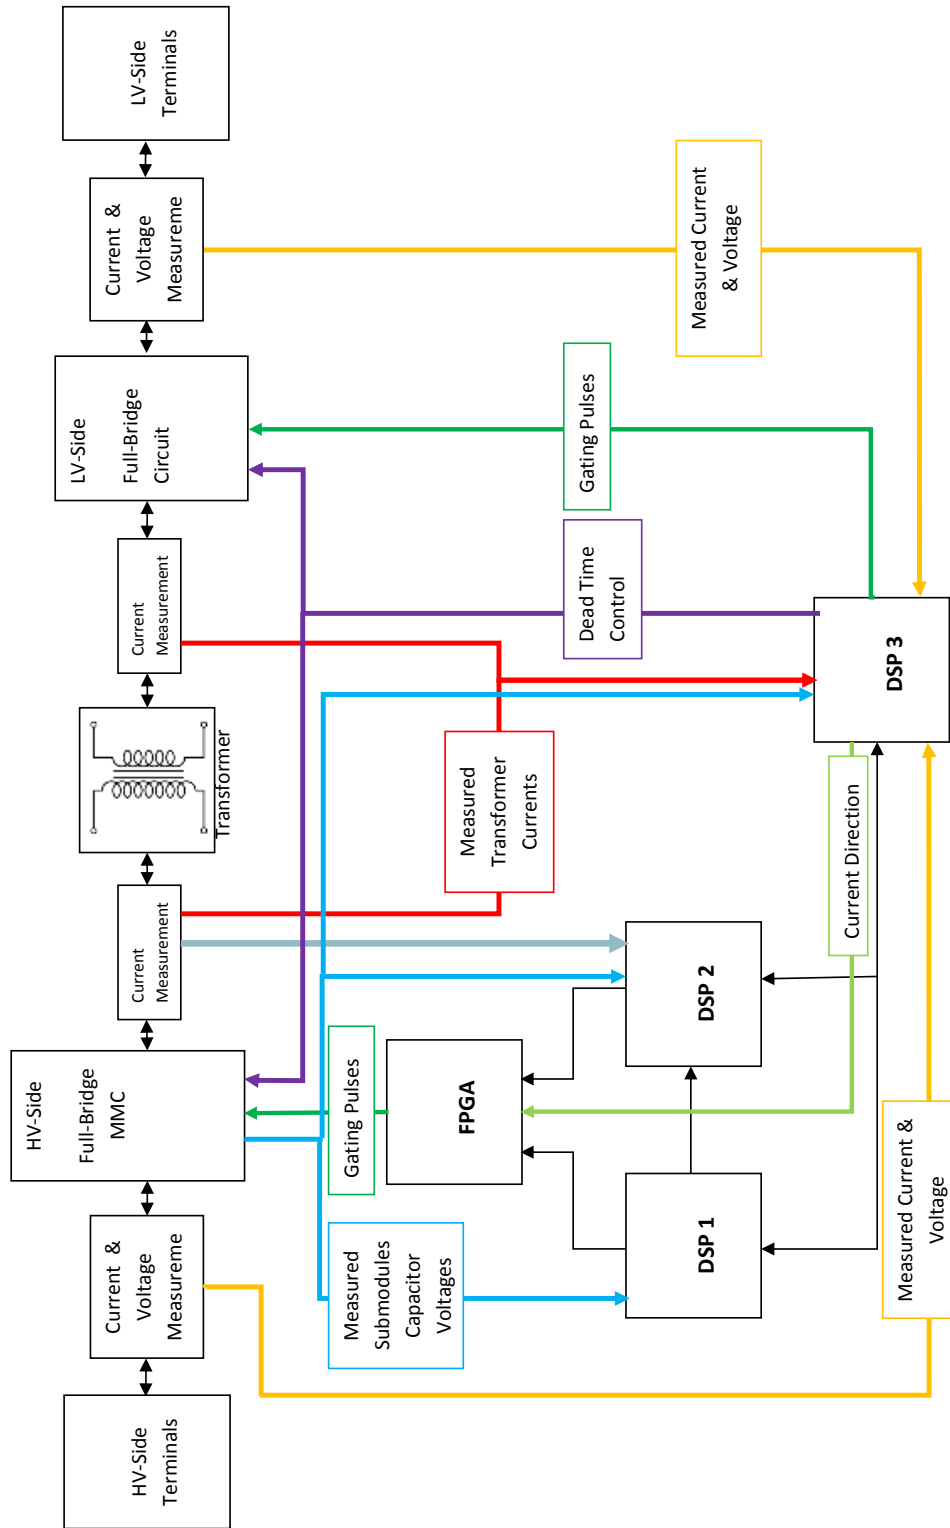 HV-Side
Terminals
Current &
Voltage
Measureme
HV-Side
Full-Bridge
MMC
Current
Measurement
Transformer
Current
Measurement
LV-Side
Full-Bridge
Circuit
Current &
Voltage
Measureme
LV-Side
Terminals
Measured
Submodules
Capacitor
Voltages
Gating Pulses
Measured
Transformer
Currents
Dead Time
Control
Gating Pulses
Measured Current
& Voltage
FPGA
DSP 1
DSP 2
DSP 3
Current Direction
Measured Current &
Voltage